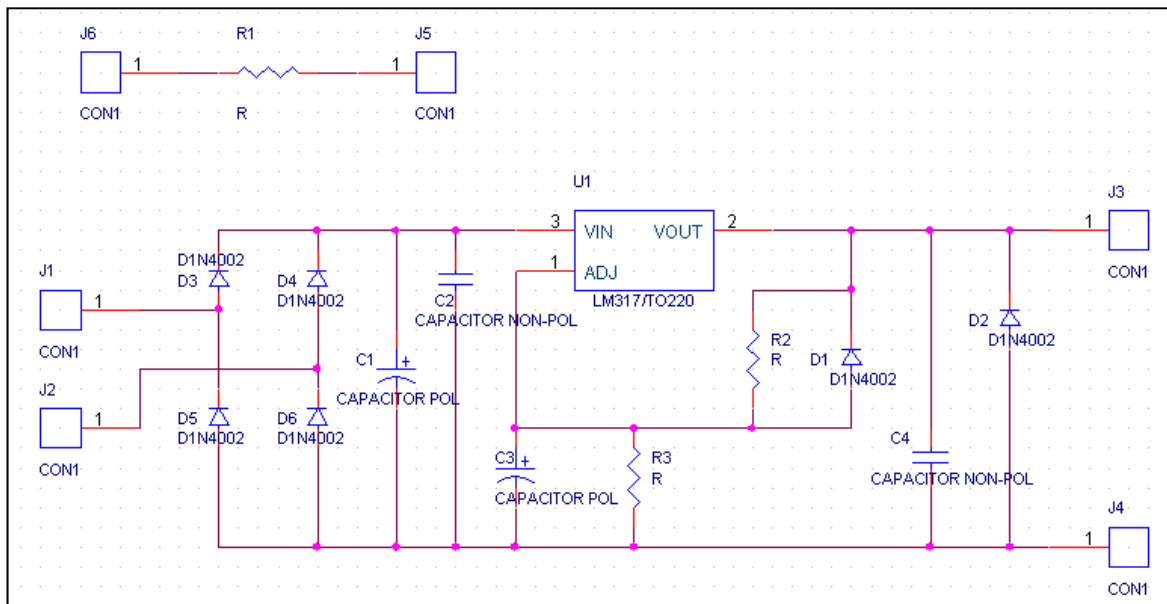 J6
R1
J5
1
1
CON1
R
CON1
U1
J3
3
VIN
VOUT
2
1
D1N4002
D3
D4
D1N4002
1
ADJ
LM317/TO220
CON1
J1
1
C2
CAPACITOR NON-POL
CON1
J2
1
C1
CAPACITOR POL
R2
R
D1
D1N4002
D2
D1N4002
D5
D1N4002
D6
D1N4002
CON1
C3
CAPACITOR POL
R3
R
C4
CAPACITOR NON-POL
J4
1
CON1